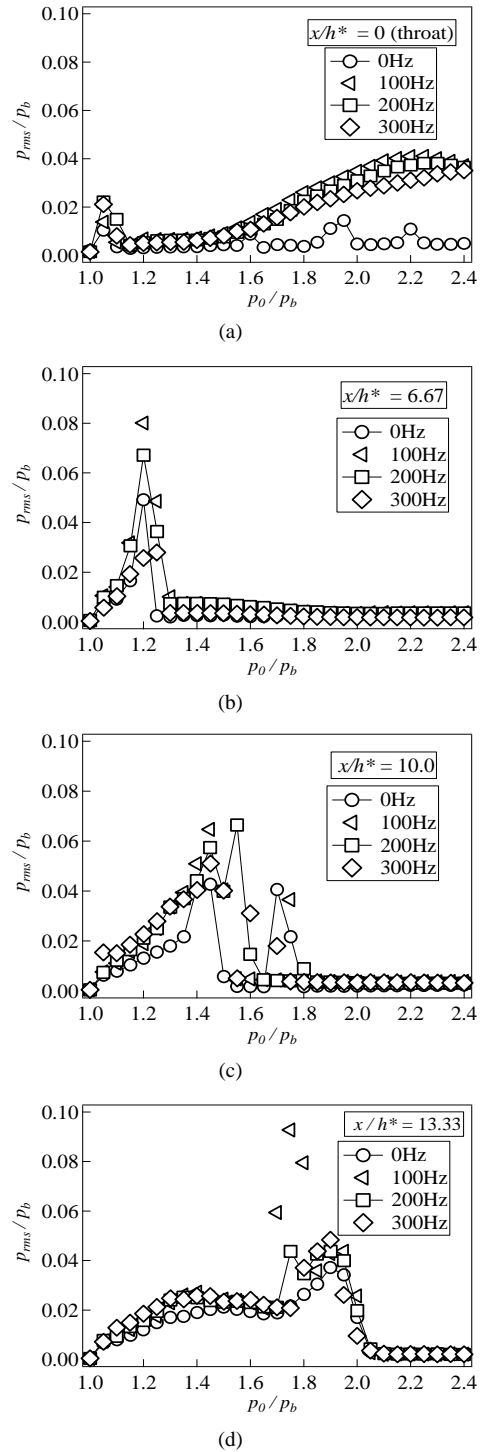 x/h* = 0 (throat)
0Hz
100Hz
200Hz
300Hz
0.10
0.08
0.06
0.04
0.02
0.00
p_rms / p_b
1.0 1.2 1.4 1.6 1.8 2.0 2.2 2.4
p_0 / p_b
(a)
x/h* = 6.67
0Hz
100Hz
200Hz
300Hz
0.10
0.08
0.06
0.04
0.02
0.00
p_rms / p_b
1.0 1.2 1.4 1.6 1.8 2.0 2.2 2.4
p_0 / p_b
(b)
x/h* = 10.0
0Hz
100Hz
200Hz
300Hz
0.10
0.08
0.06
0.04
0.02
0.00
p_rms / p_b
1.0 1.2 1.4 1.6 1.8 2.0 2.2 2.4
p_0 / p_b
(c)
x / h* = 13.33
0Hz
100Hz
200Hz
300Hz
0.10
0.08
0.06
0.04
0.02
0.00
p_rms / p_b
1.0 1.2 1.4 1.6 1.8 2.0 2.2 2.4
p_0 / p_b
(d)